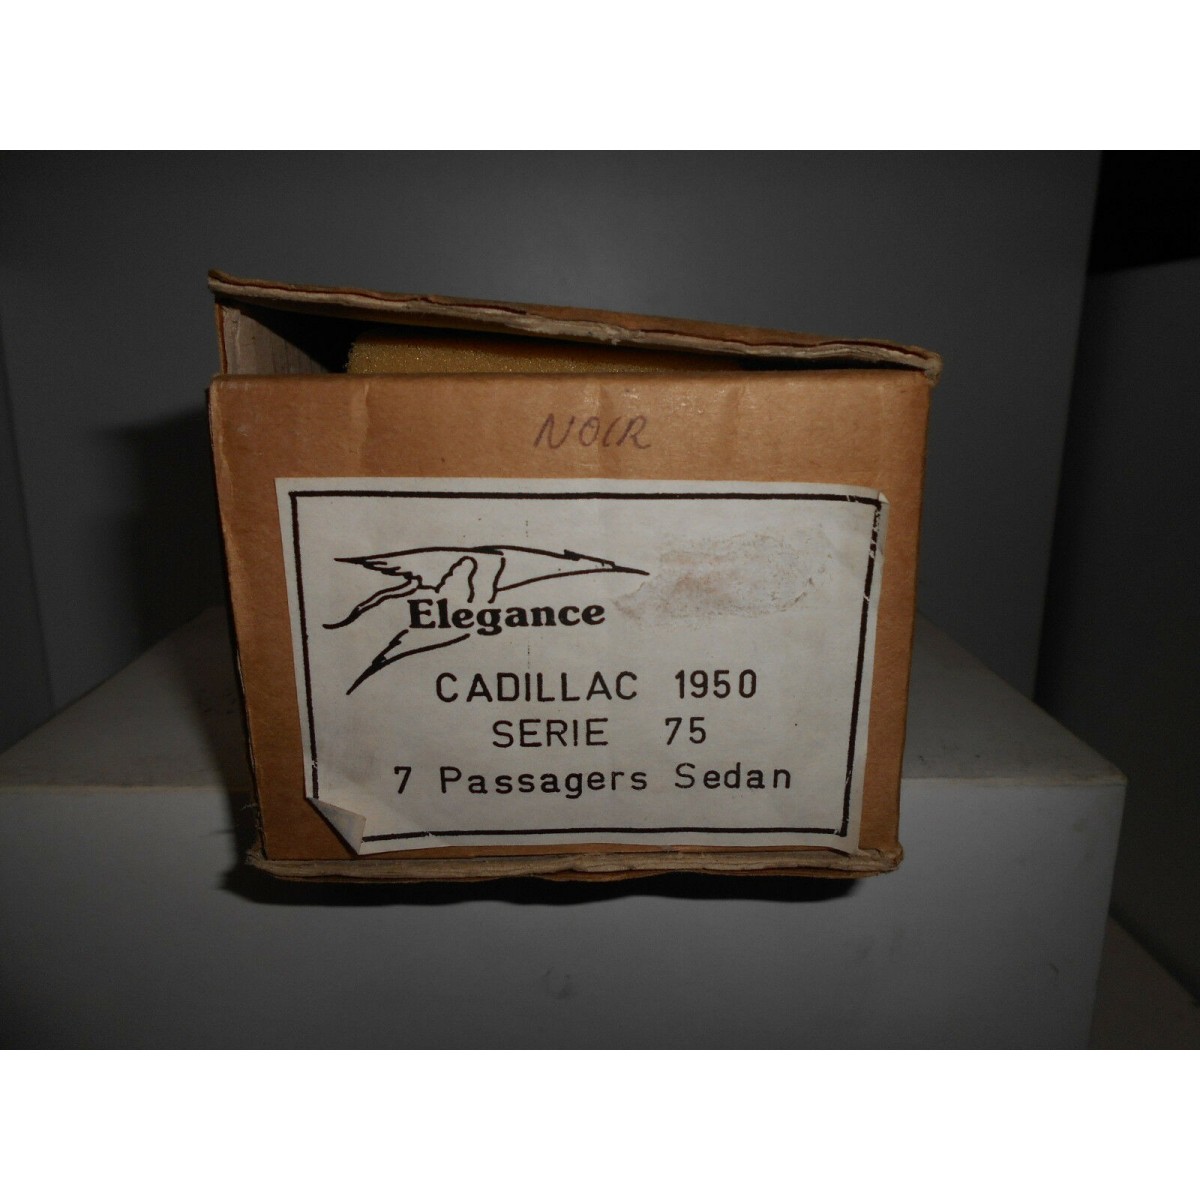 NOIR
Elegance
CADILLAC 1950
SERIE 75
7 Passagers Sedan